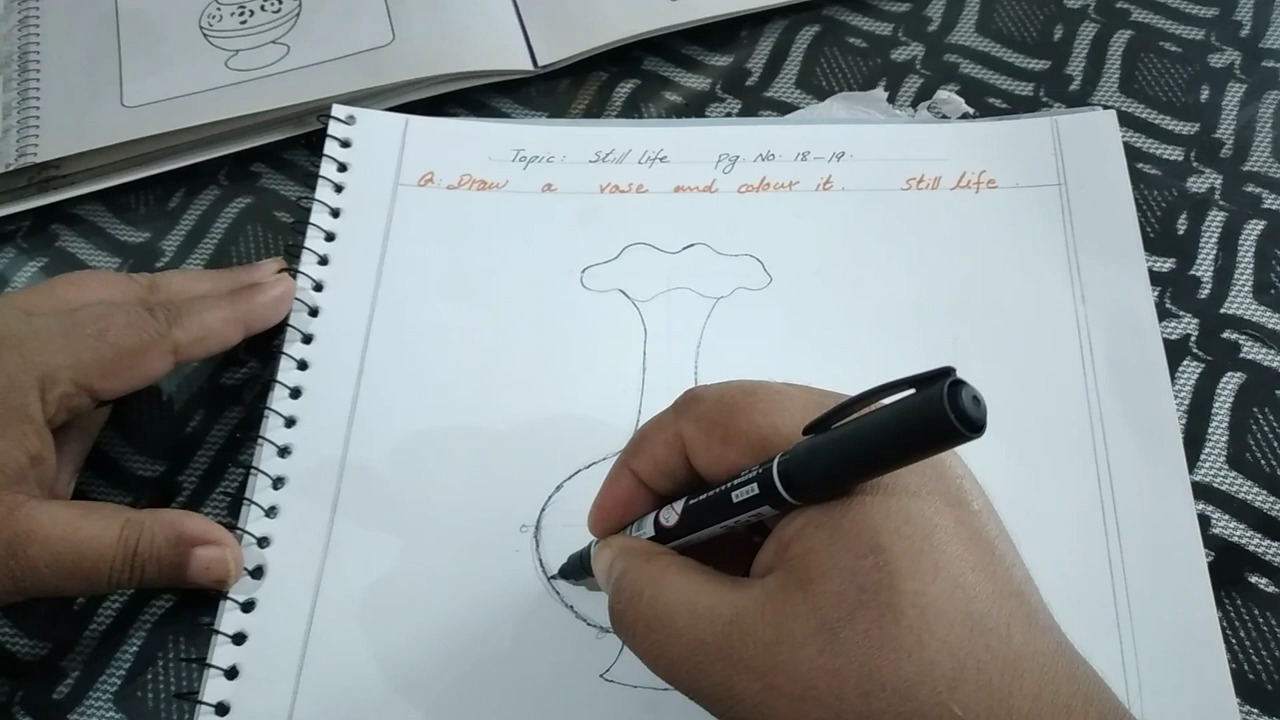 Topic: Still life Pg. No. 18-19.
Q: Draw a vase and colour it. Still life.